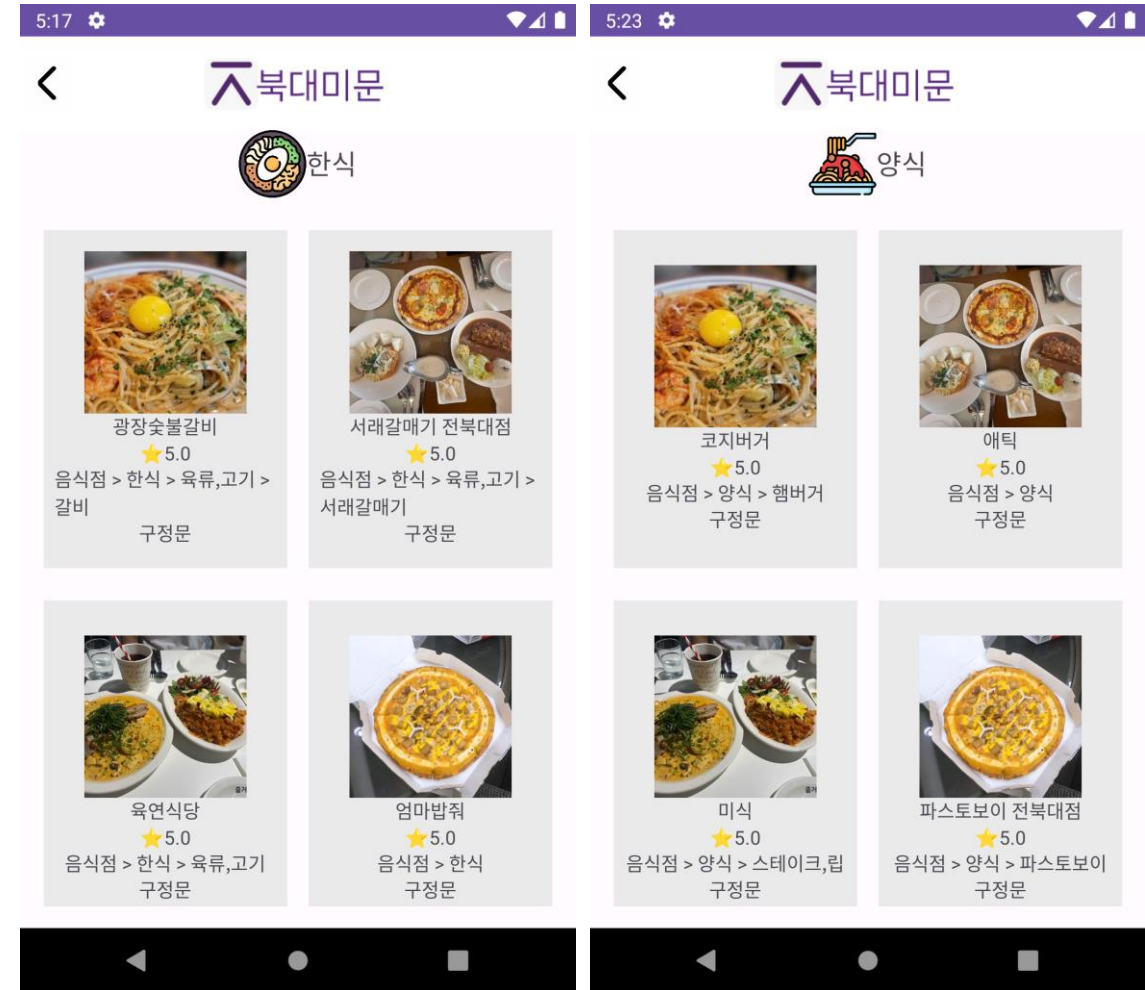 5:17
북대미문
한식
광장숯불갈비
⭐5.0
음식점 > 한식 > 육류,고기 >
갈비
구정문
서래갈매기 전북대점
⭐5.0
음식점 > 한식 > 육류,고기 >
서래갈매기
구정문
육연식당
⭐5.0
음식점 > 한식 > 육류,고기
구정문
엄마밥줘
⭐5.0
음식점 > 한식
구정문
5:23
북대미문
양식
코지버거
⭐5.0
음식점 > 양식 > 햄버거
구정문
애틱
⭐5.0
음식점 > 양식
구정문
미식
⭐5.0
음식점 > 양식 > 스테이크,립
구정문
파스토보이 전북대점
⭐5.0
음식점 > 양식 > 파스토보이
구정문